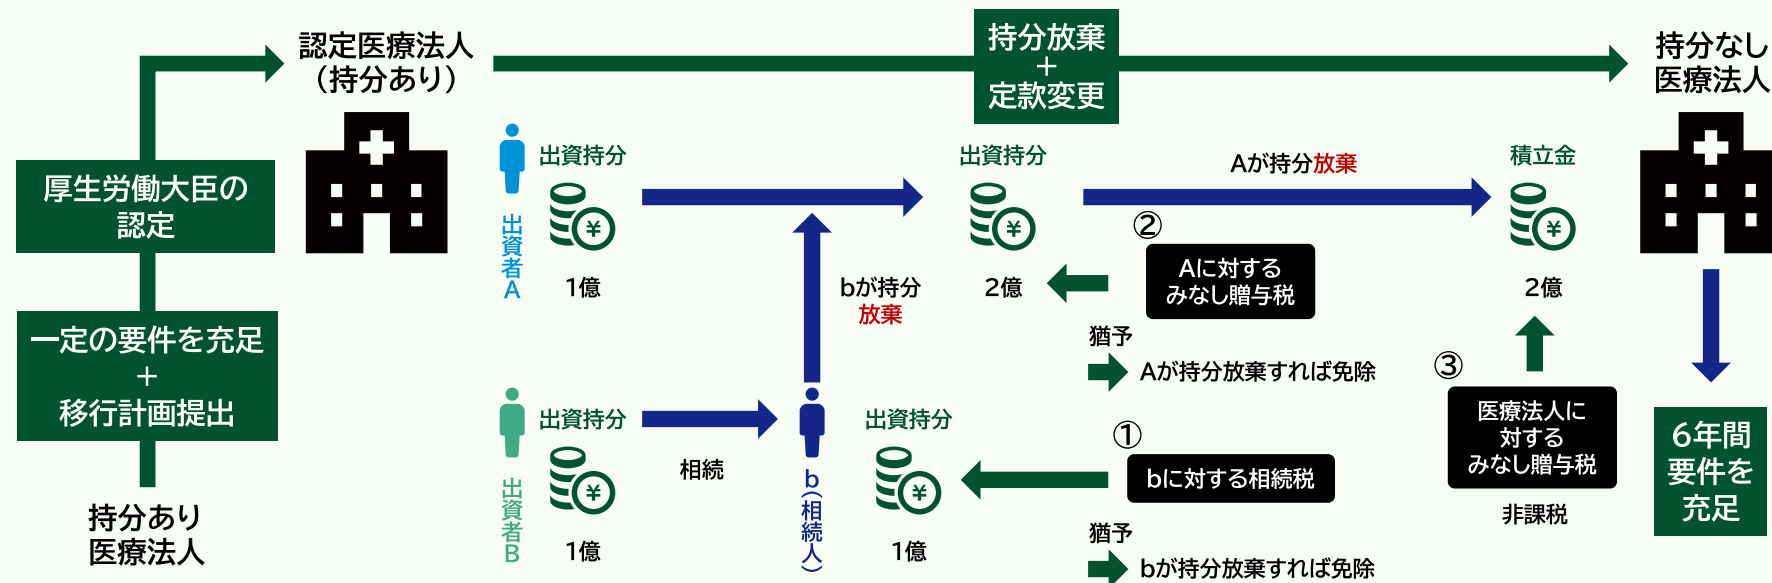 認定医療法人
（持分あり）
持分放棄
＋
定款変更
持分なし
医療法人
厚生労働大臣の
認定
一定の要件を充足
＋
移行計画提出
持分あり
医療法人
出資者A
出資持分
¥
1億
出資持分
¥
2億
Aが持分放棄
積立金
¥
2億
bが持分
放棄
②
Aに対する
みなし贈与税
猶予
Aが持分放棄すれば免除
出資者B
出資持分
¥
1億
相続
b（相続人）
出資持分
¥
1億
①
bに対する相続税
猶予
bが持分放棄すれば免除
③
医療法人に
対する
みなし贈与税
非課税
6年間
要件を
充足